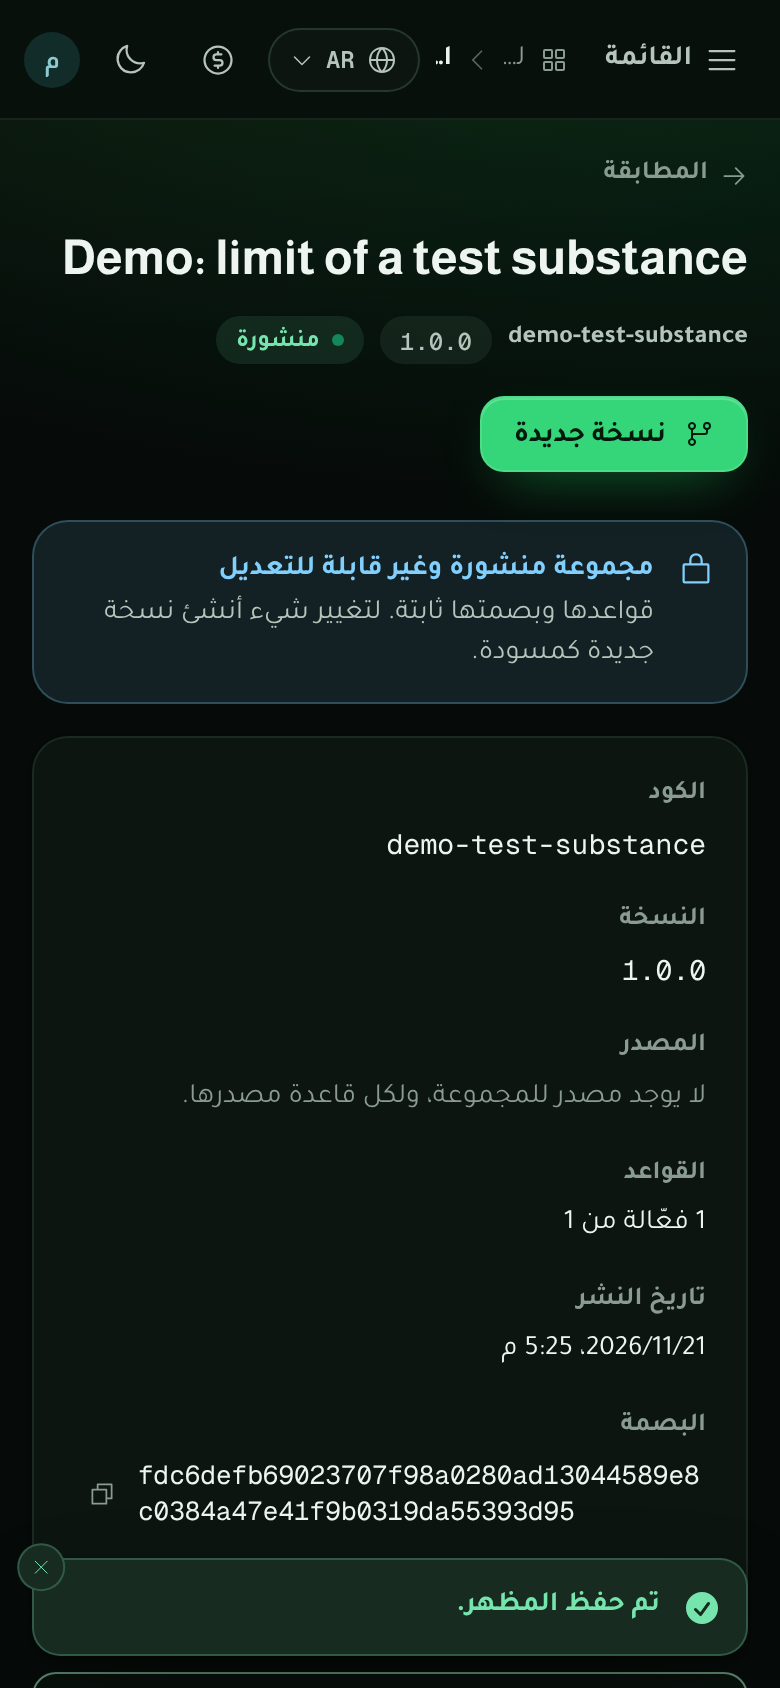 القائمة
لـ...
ا..
AR
م
المطابقة
Demo: limit of a test substance
demo-test-substance
1.0.0
منشورة
نسخة جديدة
مجموعة منشورة وغير قابلة للتعديل
قواعدها وبصمتها ثابتة. لتغيير شيء أنشئ نسخة
جديدة كمسودة.
الكود
demo-test-substance
النسخة
1.0.0
المصدر
لا يوجد مصدر للمجموعة، ولكل قاعدة مصدرها.
القواعد
1 فعّالة من 1
تاريخ النشر
2026/11/21، 5:25 م
البصمة
fdc6defb69023707f98a0280ad13044589e8
c0384a47e41f9b0319da55393d95
تم حفظ المظهر.